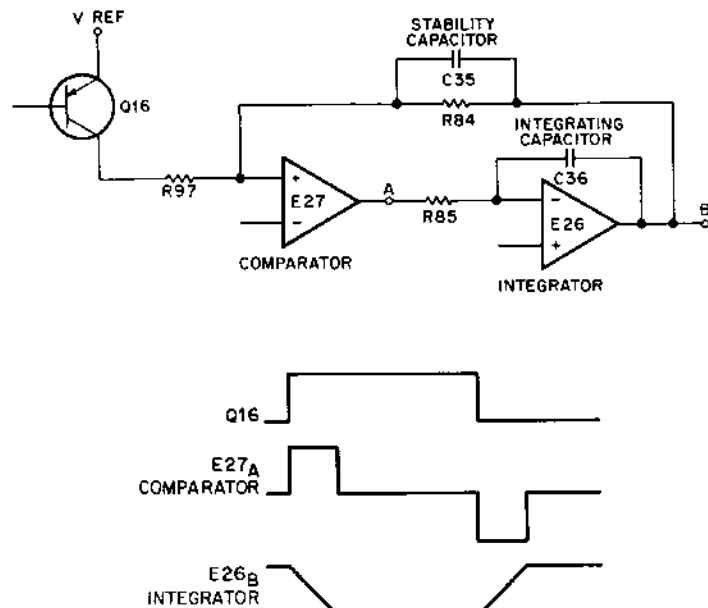 V REF
Q16
STABILITY
CAPACITOR
C35
R84
INTEGRATING
CAPACITOR
C36
R97
+
E27
−
A
R85
−
E26
+
B
COMPARATOR
INTEGRATOR
Q16
E27A
COMPARATOR
E26B
INTEGRATOR